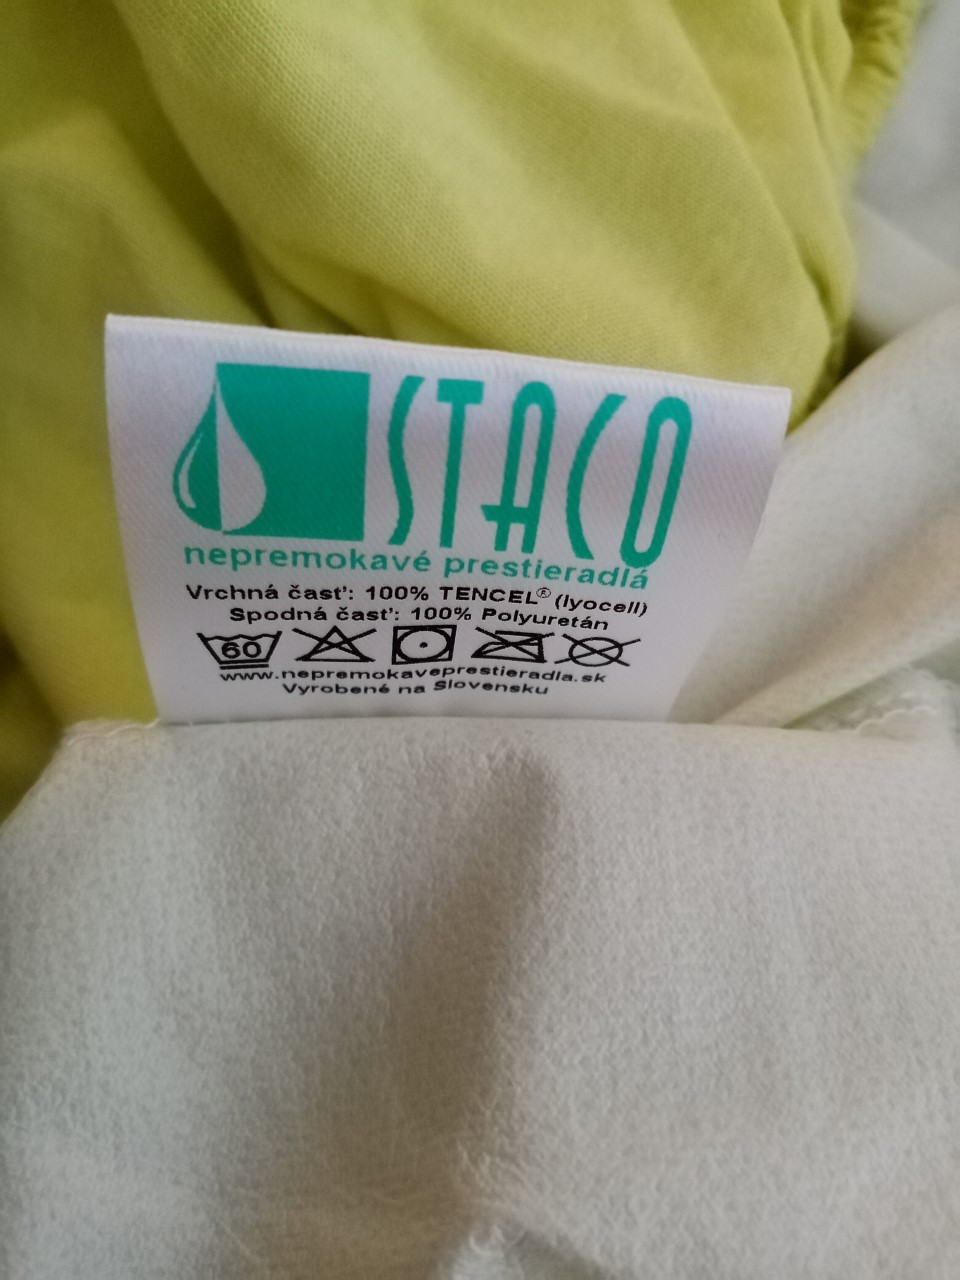 STACO
nepremokavé prestieradlá
Vrchná časť: 100% TENCEL® (lyocell)
Spodná časť: 100% Polyuretán
60
www.nepremokaveprestieradla.sk
Vyrobené na Slovensku